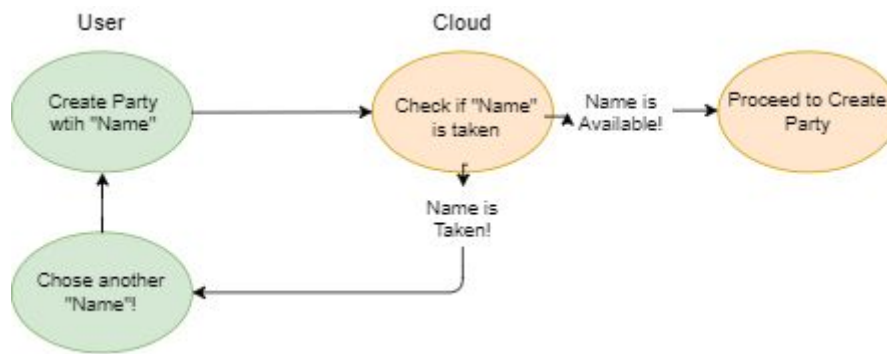 User
Cloud
Create Party
wtih "Name"
Check if "Name"
is taken
Name is
Available!
Proceed to Create
Party
Name is
Taken!
Chose another
"Name"!